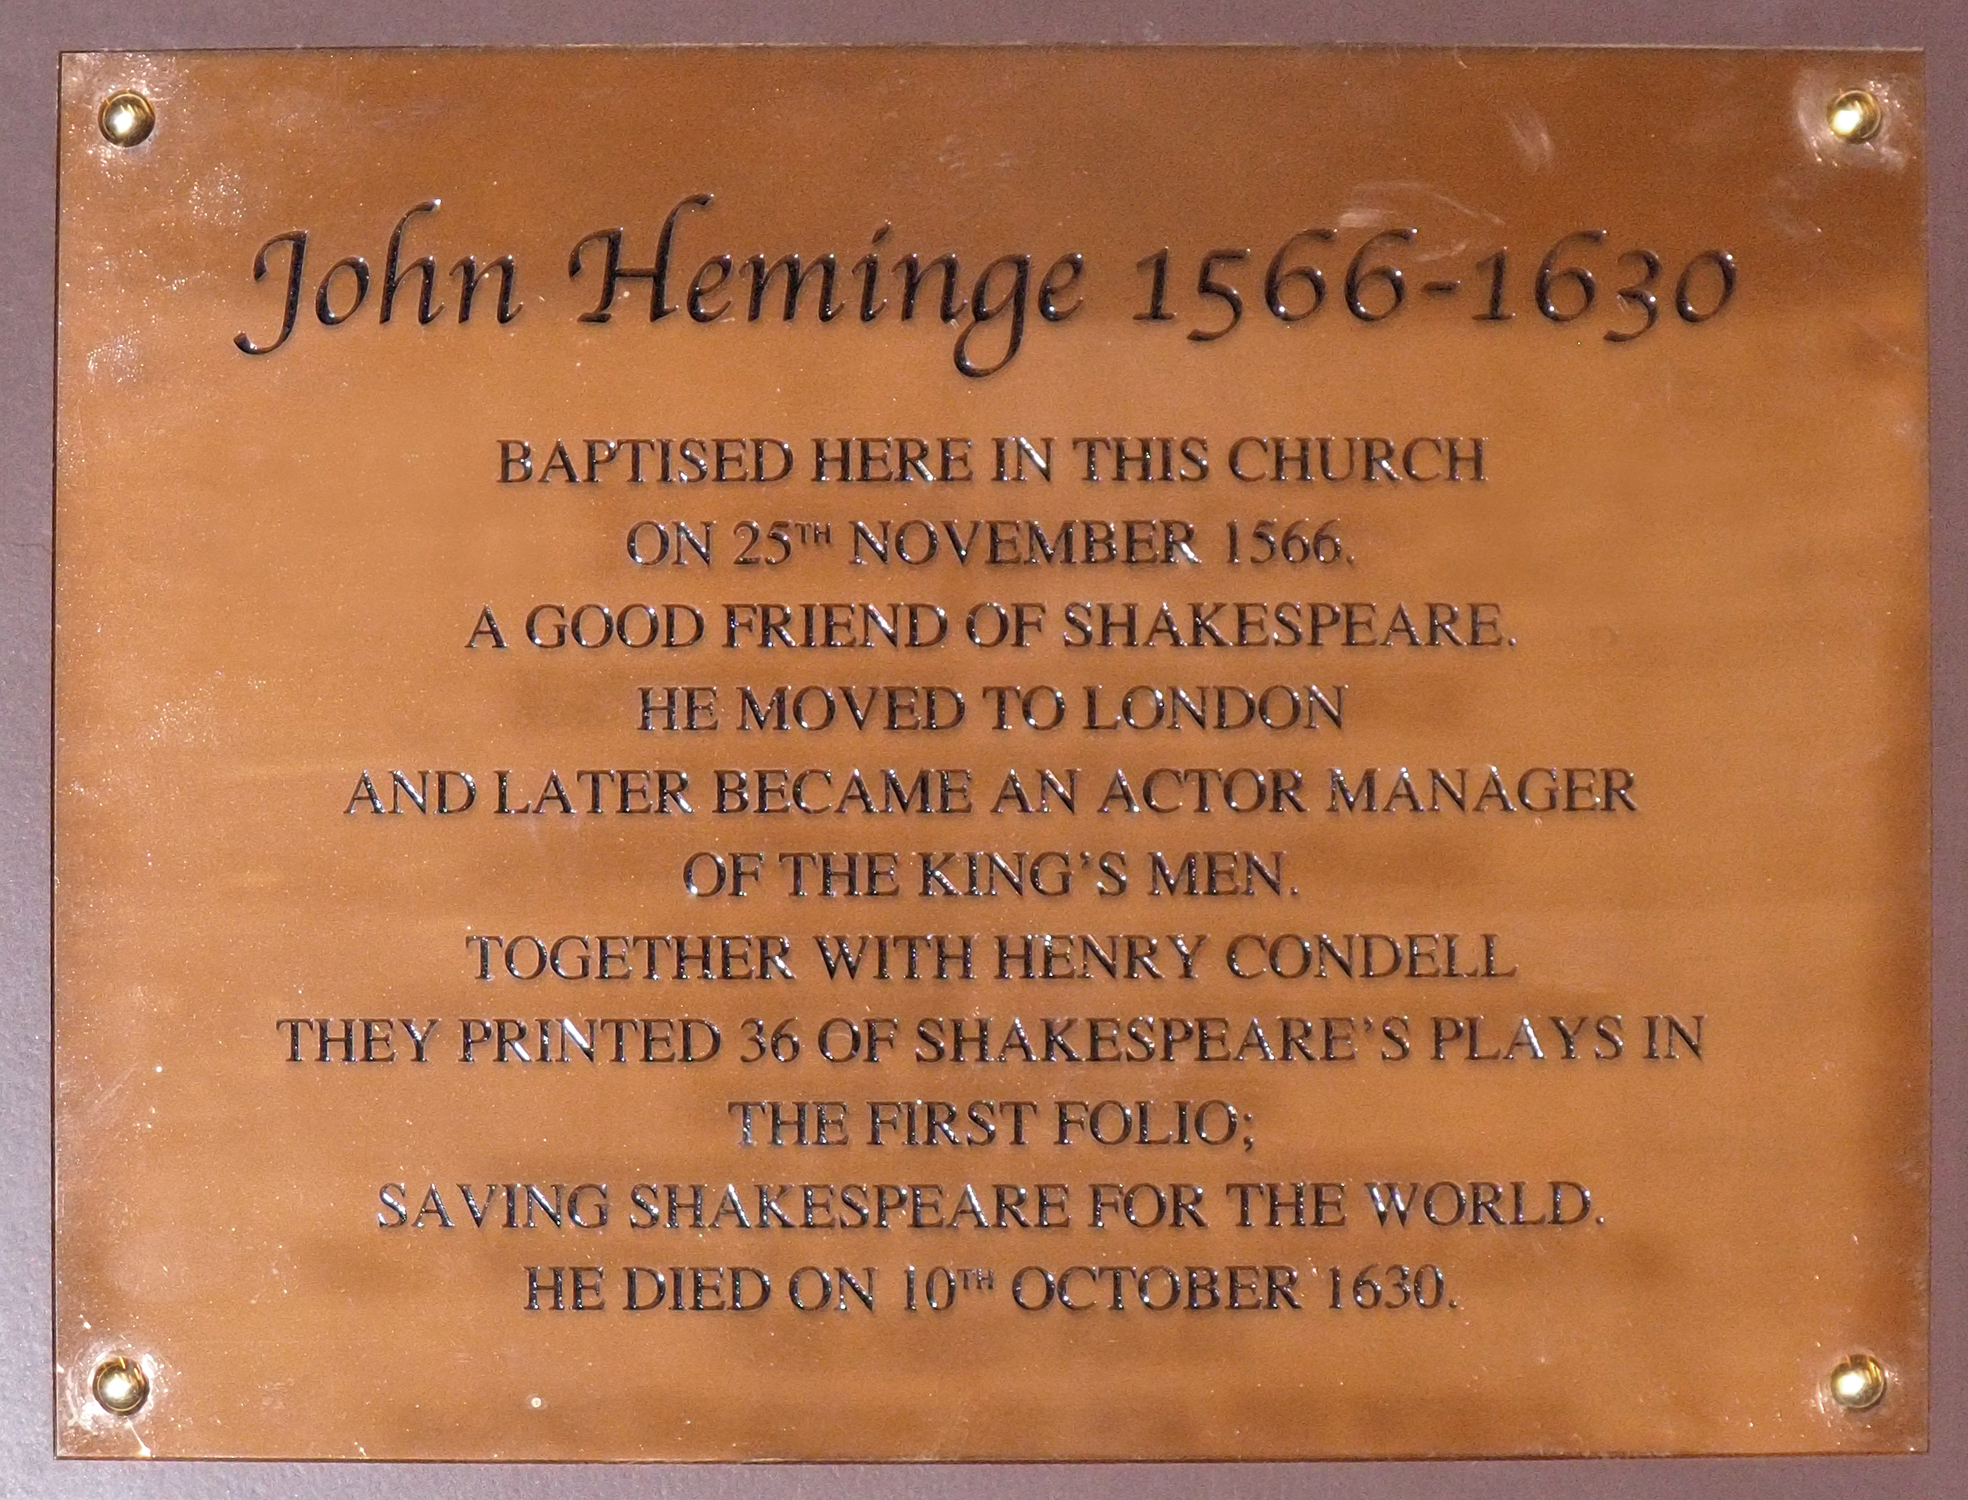 John Heminge 1566-1630
BAPTISED HERE IN THIS CHURCH
ON 25TH NOVEMBER 1566.
A GOOD FRIEND OF SHAKESPEARE.
HE MOVED TO LONDON
AND LATER BECAME AN ACTOR MANAGER
OF THE KING'S MEN.
TOGETHER WITH HENRY CONDELL
THEY PRINTED 36 OF SHAKESPEARE'S PLAYS IN
THE FIRST FOLIO;
SAVING SHAKESPEARE FOR THE WORLD.
HE DIED ON 10TH OCTOBER 1630.